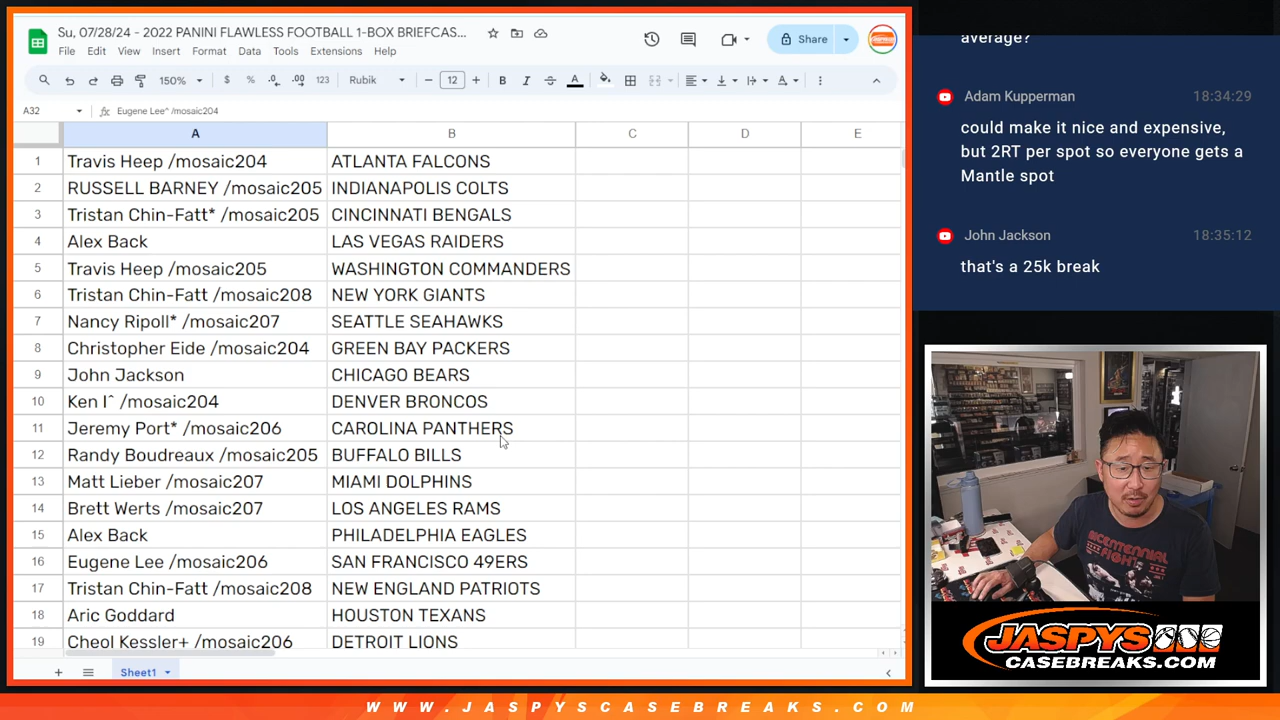 Su, 07/28/24 - 2022 PANINI FLAWLESS FOOTBALL 1-BOX BRIEFCAS...
File Edit View Insert Format Data Tools Extensions Help
Share
150% $ % .0 .00 123 Rubik 12 B I A
A32 fx Eugene Lee^ /mosaic204
A B C D E
1 Travis Heep /mosaic204 ATLANTA FALCONS
2 RUSSELL BARNEY /mosaic205 INDIANAPOLIS COLTS
3 Tristan Chin-Fatt* /mosaic205 CINCINNATI BENGALS
4 Alex Back LAS VEGAS RAIDERS
5 Travis Heep /mosaic205 WASHINGTON COMMANDERS
6 Tristan Chin-Fatt /mosaic208 NEW YORK GIANTS
7 Nancy Ripoll* /mosaic207 SEATTLE SEAHAWKS
8 Christopher Eide /mosaic204 GREEN BAY PACKERS
9 John Jackson CHICAGO BEARS
10 Ken I^ /mosaic204 DENVER BRONCOS
11 Jeremy Port* /mosaic206 CAROLINA PANTHERS
12 Randy Boudreaux /mosaic205 BUFFALO BILLS
13 Matt Lieber /mosaic207 MIAMI DOLPHINS
14 Brett Werts /mosaic207 LOS ANGELES RAMS
15 Alex Back PHILADELPHIA EAGLES
16 Eugene Lee /mosaic206 SAN FRANCISCO 49ERS
17 Tristan Chin-Fatt /mosaic208 NEW ENGLAND PATRIOTS
18 Aric Goddard HOUSTON TEXANS
19 Cheol Kessler+ /mosaic206 DETROIT LIONS
Sheet1
average?
Adam Kupperman 18:34:29
could make it nice and expensive,
but 2RT per spot so everyone gets a
Mantle spot
John Jackson 18:35:12
that's a 25k break
BICENTENNIAL
FIGHT
JASPYS
CASEBREAKS.COM
WWW.JASPYSCASEBREAKS.COM